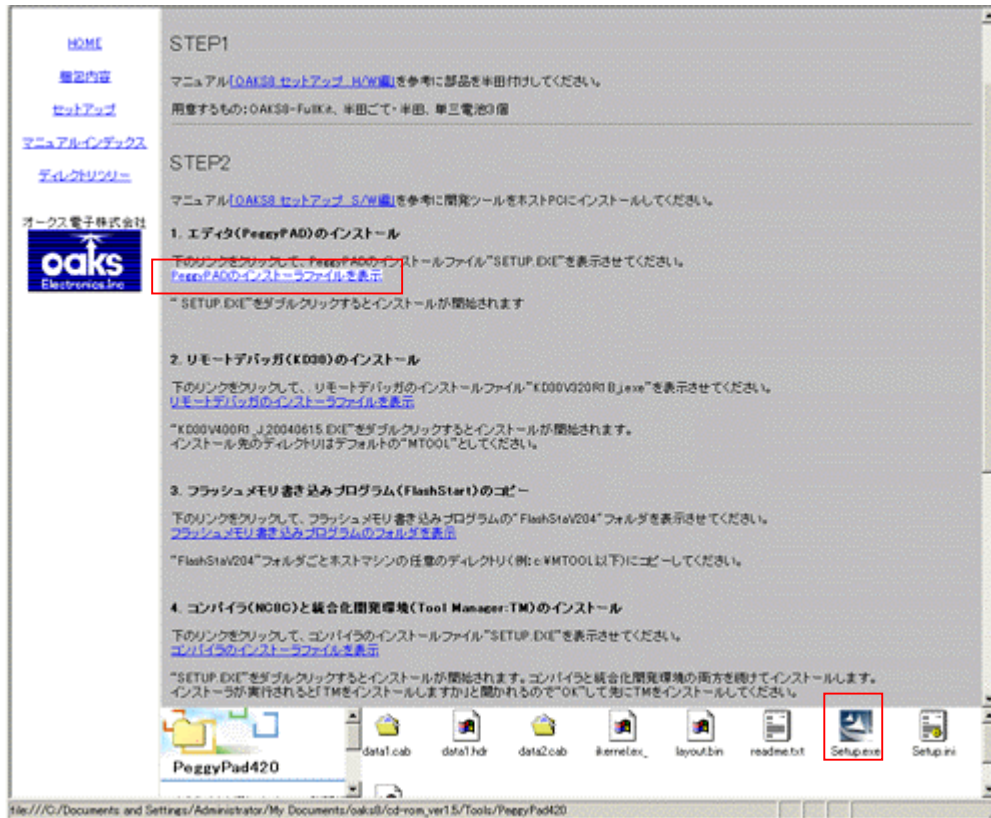 HOME
梱包内容
セットアップ
マニュアルインデックス
ディレクトリツリー
オークス電子株式会社
oaks
Electronics.Inc
STEP1
マニュアル「OAKS8 セットアップ H/W編」を参考に部品を半田付けしてください。
用意するもの：OAKS8-FullKit、半田ごて・半田、単三電池3個
STEP2
マニュアル「OAKS8 セットアップ S/W編」を参考に開発ツールをホストPCにインストールしてください。
1. エディタ(PeggyPAD)のインストール
下のリンクをクリックして、PeggyPADのインストールファイル"SETUP.EXE"を表示させてください。
PeggyPADのインストーラファイルを表示
" SETUP.EXE"をダブルクリックするとインストールが開始されます
2. リモートデバッガ(KD30)のインストール
下のリンクをクリックして、. リモートデバッガのインストールファイル"KD30V320R1B_j.exe"を表示させてください。
リモートデバッガのインストーラファイルを表示
"KD30V400R1_J_20040615.EXE"をダブルクリックするとインストールが開始されます。
インストール先のディレクトリはデフォルトの"MTOOL"としてください。
3. フラッシュメモリ書き込みプログラム(FlashStart)のコピー
下のリンクをクリックして、フラッシュメモリ書き込みプログラムの"FlashStaV204"フォルダを表示させてください。
フラッシュメモリ書き込みプログラムのフォルダを表示
"FlashStaV204"フォルダごとホストマシンの任意のディレクトリ(例:c:¥MTOOL以下)にコピーしてください。
4. コンパイラ(NC8C)と統合化開発環境(Tool Manager:TM)のインストール
下のリンクをクリックして、コンパイラのインストールファイル"SETUP.EXE"を表示させてください。
コンパイラのインストーラファイルを表示
"SETUP.EXE"をダブルクリックするとインストールが開始されます。コンパイラと統合化開発環境の両方を続けてインストールします。
インストーラが実行されると「TMをインストールしますか」と聞かれるので"OK"して先にTMをインストールしてください。
PeggyPad420
data1.cab
data1.hdr
data2.cab
ikernel.ex_
layout.bin
readme.txt
Setup.exe
Setup.ini
file:///C:/Documents and Settings/Administrator/My Documents/oaks8/cd-rom_ver1.5/Tools/PeggyPad420